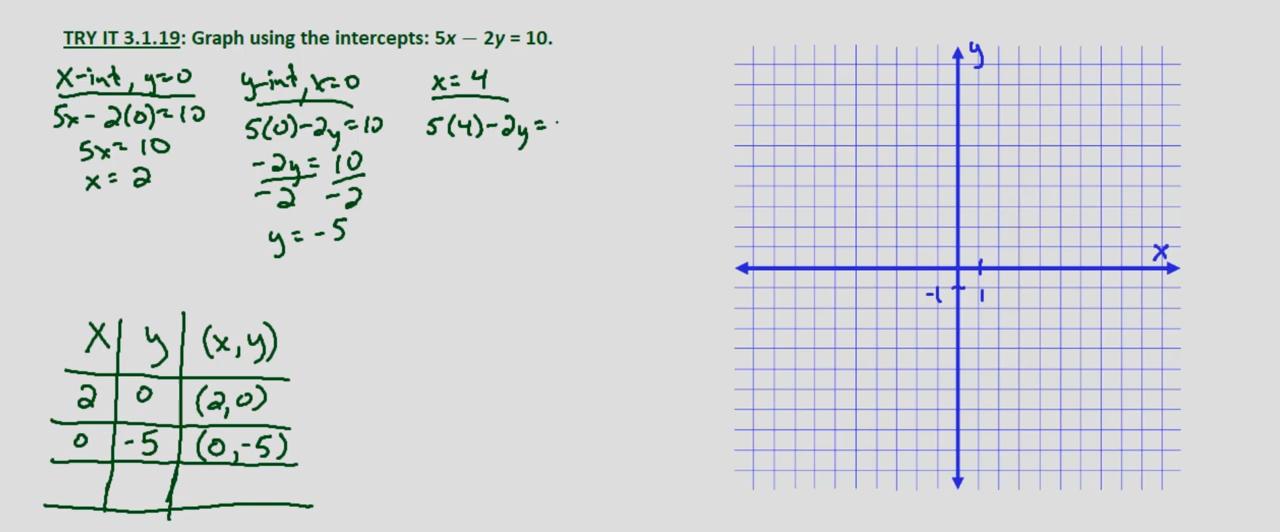 TRY IT 3.1.19: Graph using the intercepts: 5x − 2y = 10.
x-int, y=0
5x - 2(0)=10
5x = 10
x = 2
y-int, x=0
5(0)-2y=10
-2y = 10
-2 -2
y = -5
x = 4
5(4)-2y=
x y (x,y)
2 0 (2,0)
0 -5 (0,-5)
y
x
-1 1